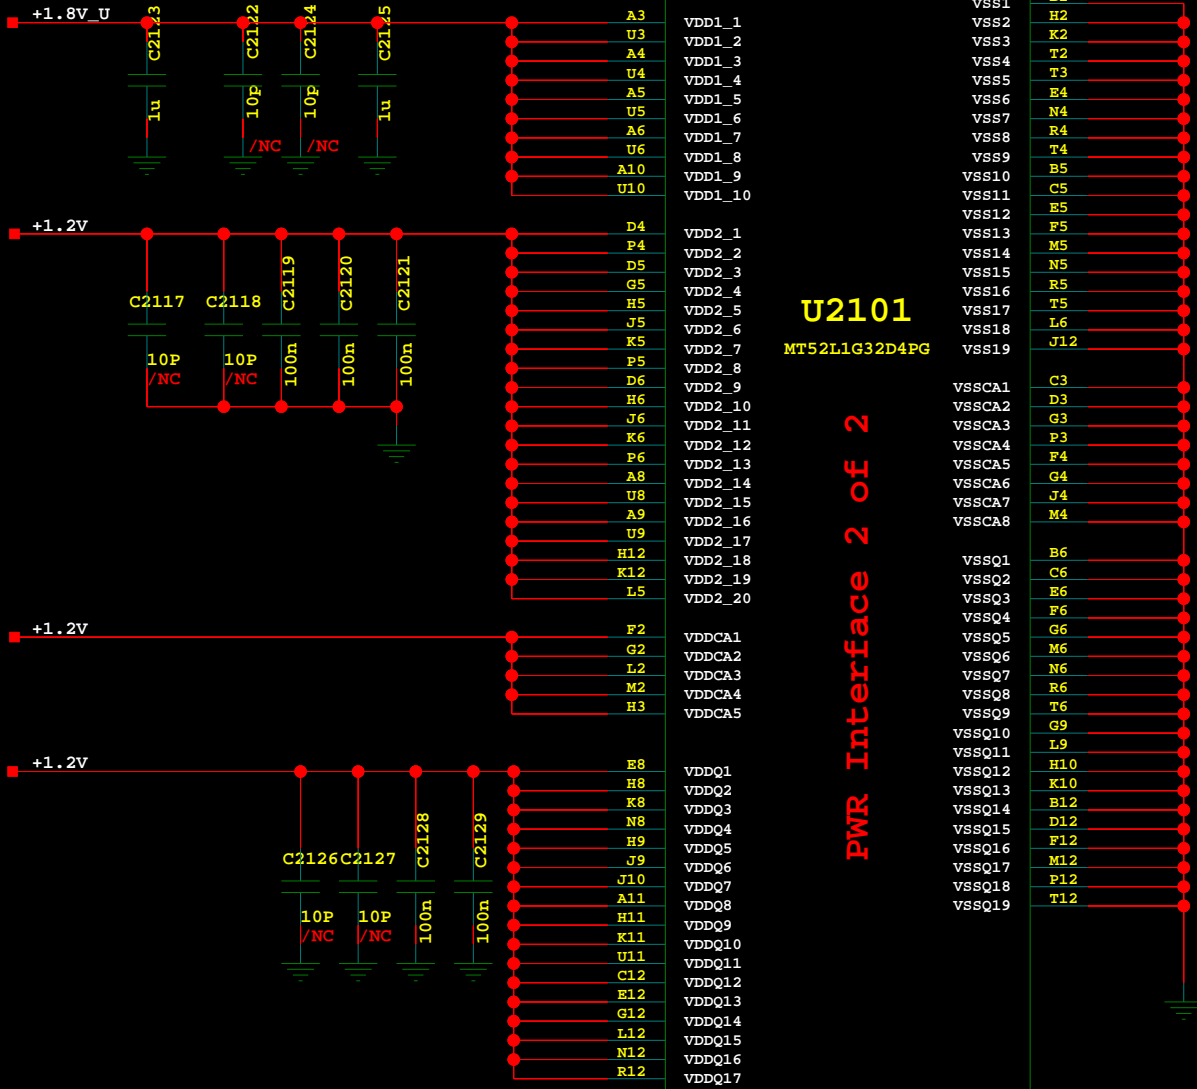 +1.8V_U
C2123
C2122
C2124
C2125
1u
10p
10p
1u
/NC
/NC
A3 VDD1_1
U3 VDD1_2
A4 VDD1_3
U4 VDD1_4
A5 VDD1_5
U5 VDD1_6
A6 VDD1_7
U6 VDD1_8
A10 VDD1_9
U10 VDD1_10
+1.2V
C2117
C2118
C2119
C2120
C2121
10P
10P
100n
100n
100n
/NC
/NC
D4 VDD2_1
P4 VDD2_2
D5 VDD2_3
G5 VDD2_4
H5 VDD2_5
J5 VDD2_6
K5 VDD2_7
P5 VDD2_8
D6 VDD2_9
H6 VDD2_10
J6 VDD2_11
K6 VDD2_12
P6 VDD2_13
A8 VDD2_14
U8 VDD2_15
A9 VDD2_16
U9 VDD2_17
H12 VDD2_18
K12 VDD2_19
L5 VDD2_20
+1.2V
F2 VDDCA1
G2 VDDCA2
L2 VDDCA3
M2 VDDCA4
H3 VDDCA5
+1.2V
C2126
C2127
C2128
C2129
10P
10P
100n
100n
/NC
/NC
E8 VDDQ1
H8 VDDQ2
K8 VDDQ3
N8 VDDQ4
H9 VDDQ5
J9 VDDQ6
J10 VDDQ7
A11 VDDQ8
H11 VDDQ9
K11 VDDQ10
U11 VDDQ11
C12 VDDQ12
E12 VDDQ13
G12 VDDQ14
L12 VDDQ15
N12 VDDQ16
R12 VDDQ17
U2101
MT52L1G32D4PG
PWR Interface 2 of 2
VSS1
VSS2 H2
VSS3 K2
VSS4 T2
VSS5 T3
VSS6 E4
VSS7 N4
VSS8 R4
VSS9 T4
VSS10 B5
VSS11 C5
VSS12 E5
VSS13 F5
VSS14 M5
VSS15 N5
VSS16 R5
VSS17 T5
VSS18 L6
VSS19 J12
VSSCA1 C3
VSSCA2 D3
VSSCA3 G3
VSSCA4 P3
VSSCA5 F4
VSSCA6 G4
VSSCA7 J4
VSSCA8 M4
VSSQ1 B6
VSSQ2 C6
VSSQ3 E6
VSSQ4 F6
VSSQ5 G6
VSSQ6 M6
VSSQ7 N6
VSSQ8 R6
VSSQ9 T6
VSSQ10 G9
VSSQ11 L9
VSSQ12 H10
VSSQ13 K10
VSSQ14 B12
VSSQ15 D12
VSSQ16 F12
VSSQ17 M12
VSSQ18 P12
VSSQ19 T12